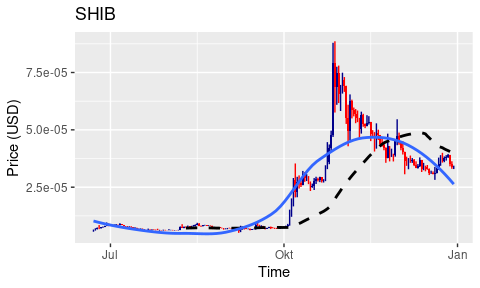 SHIB
Price (USD)
7.5e-05
5.0e-05
2.5e-05
Jul
Okt
Jan
Time